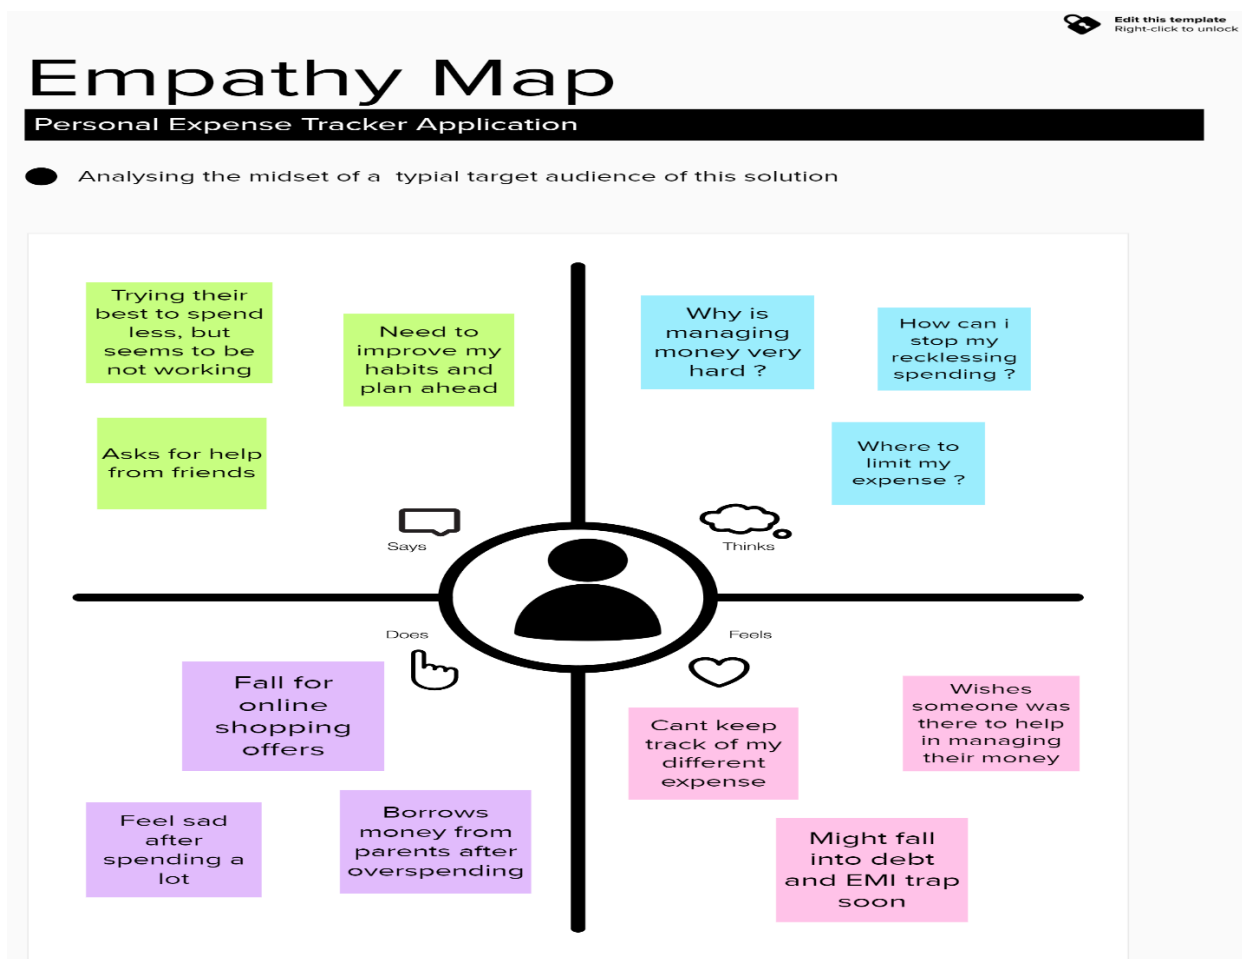 Edit this template
Right-click to unlock
Empathy Map
Personal Expense Tracker Application
Analysing the midset of a typial target audience of this solution
Trying their
best to spend
less, but
seems to be
not working
Need to
improve my
habits and
plan ahead
Asks for help
from friends
Says
Why is
managing
money very
hard ?
How can i
stop my
recklessing
spending ?
Where to
limit my
expense ?
Thinks
Does
Fall for
online
shopping
offers
Feel sad
after
spending a
lot
Borrows
money from
parents after
overspending
Feels
Cant keep
track of my
different
expense
Wishes
someone was
there to help
in managing
their money
Might fall
into debt
and EMI trap
soon